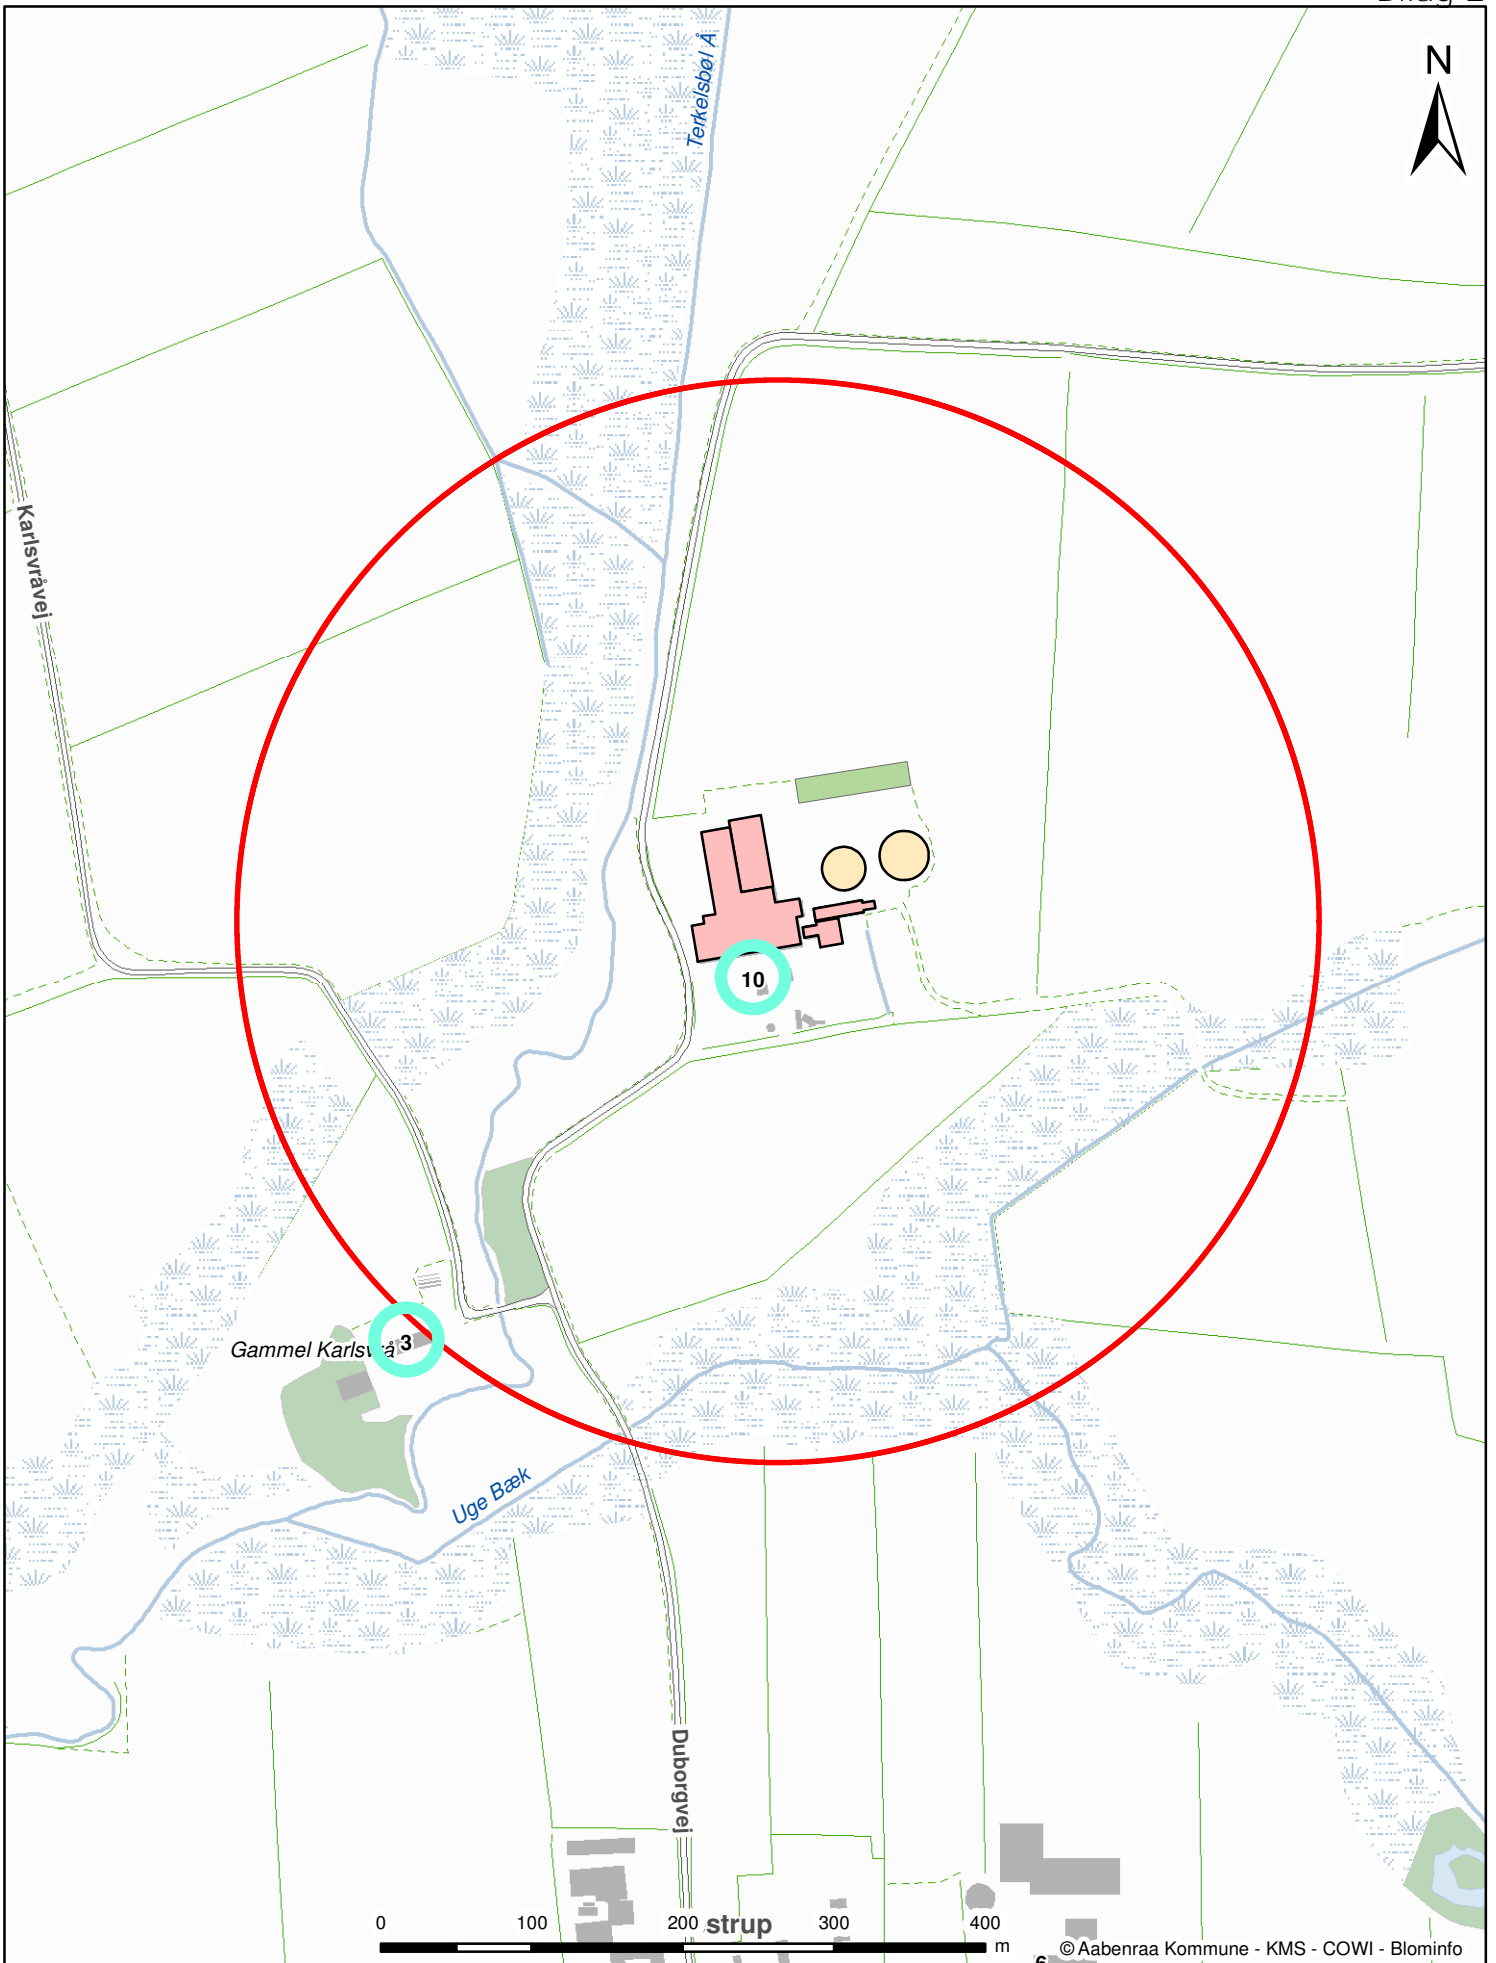 N
Terkelsbøl Å
Karlsvråvej
10
3
Gammel Karlsvrå
Uge Bæk
Duborgvej
0 100 200 300 400
strup
m
© Aabenraa Kommune - KMS - COWI - Blominfo